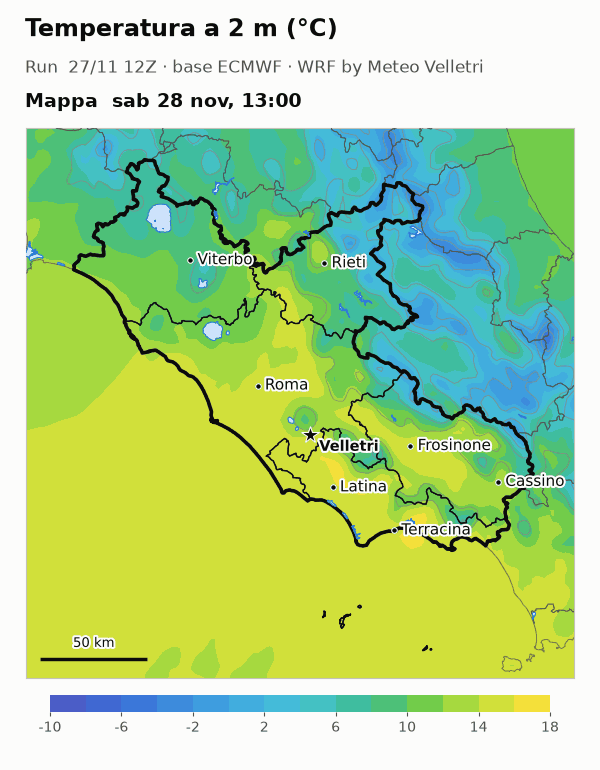 Temperatura a 2 m (°C)
Run 27/11 12Z · base ECMWF · WRF by Meteo Velletri
Mappa sab 28 nov, 13:00
Viterbo
Rieti
Roma
Velletri
Frosinone
Latina
Cassino
Terracina
50 km
-10 -6 -2 2 6 10 14 18